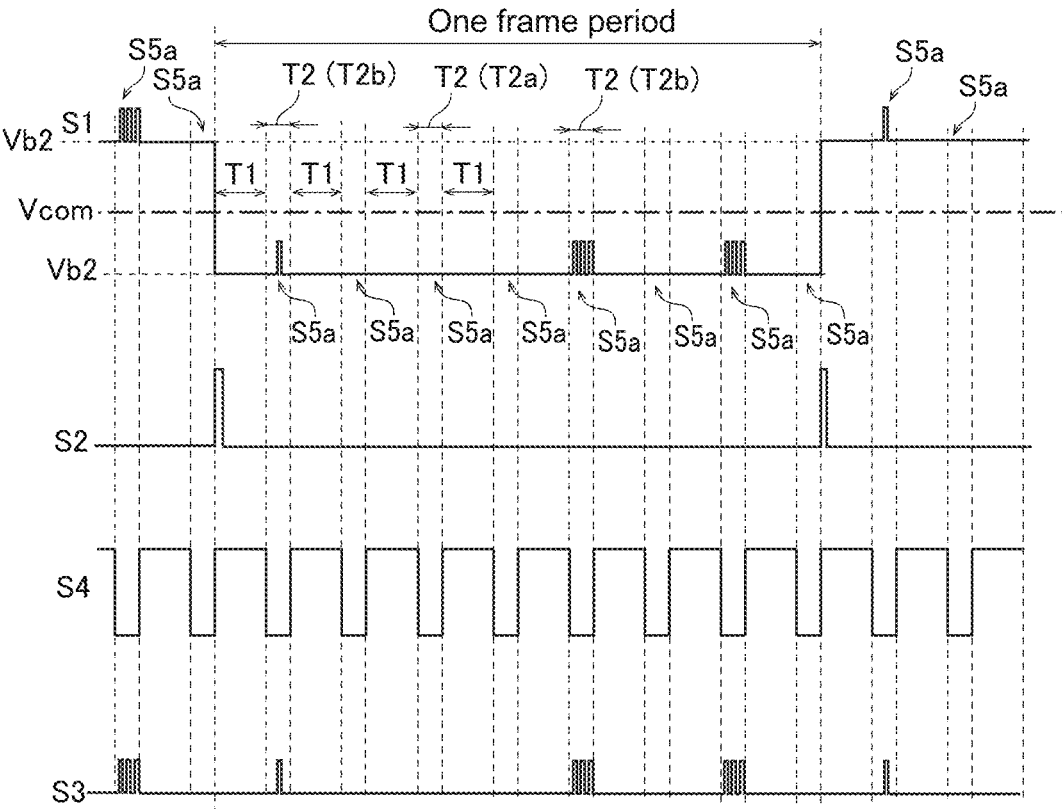 One frame period
S5a
S5a
T2 (T2b)
T2 (T2a)
T2 (T2b)
S5a
S5a
S1
Vb2
T1
T1
T1
T1
Vcom
Vb2
S5a
S5a
S5a
S5a
S5a
S5a
S5a
S5a
S2
S4
S3